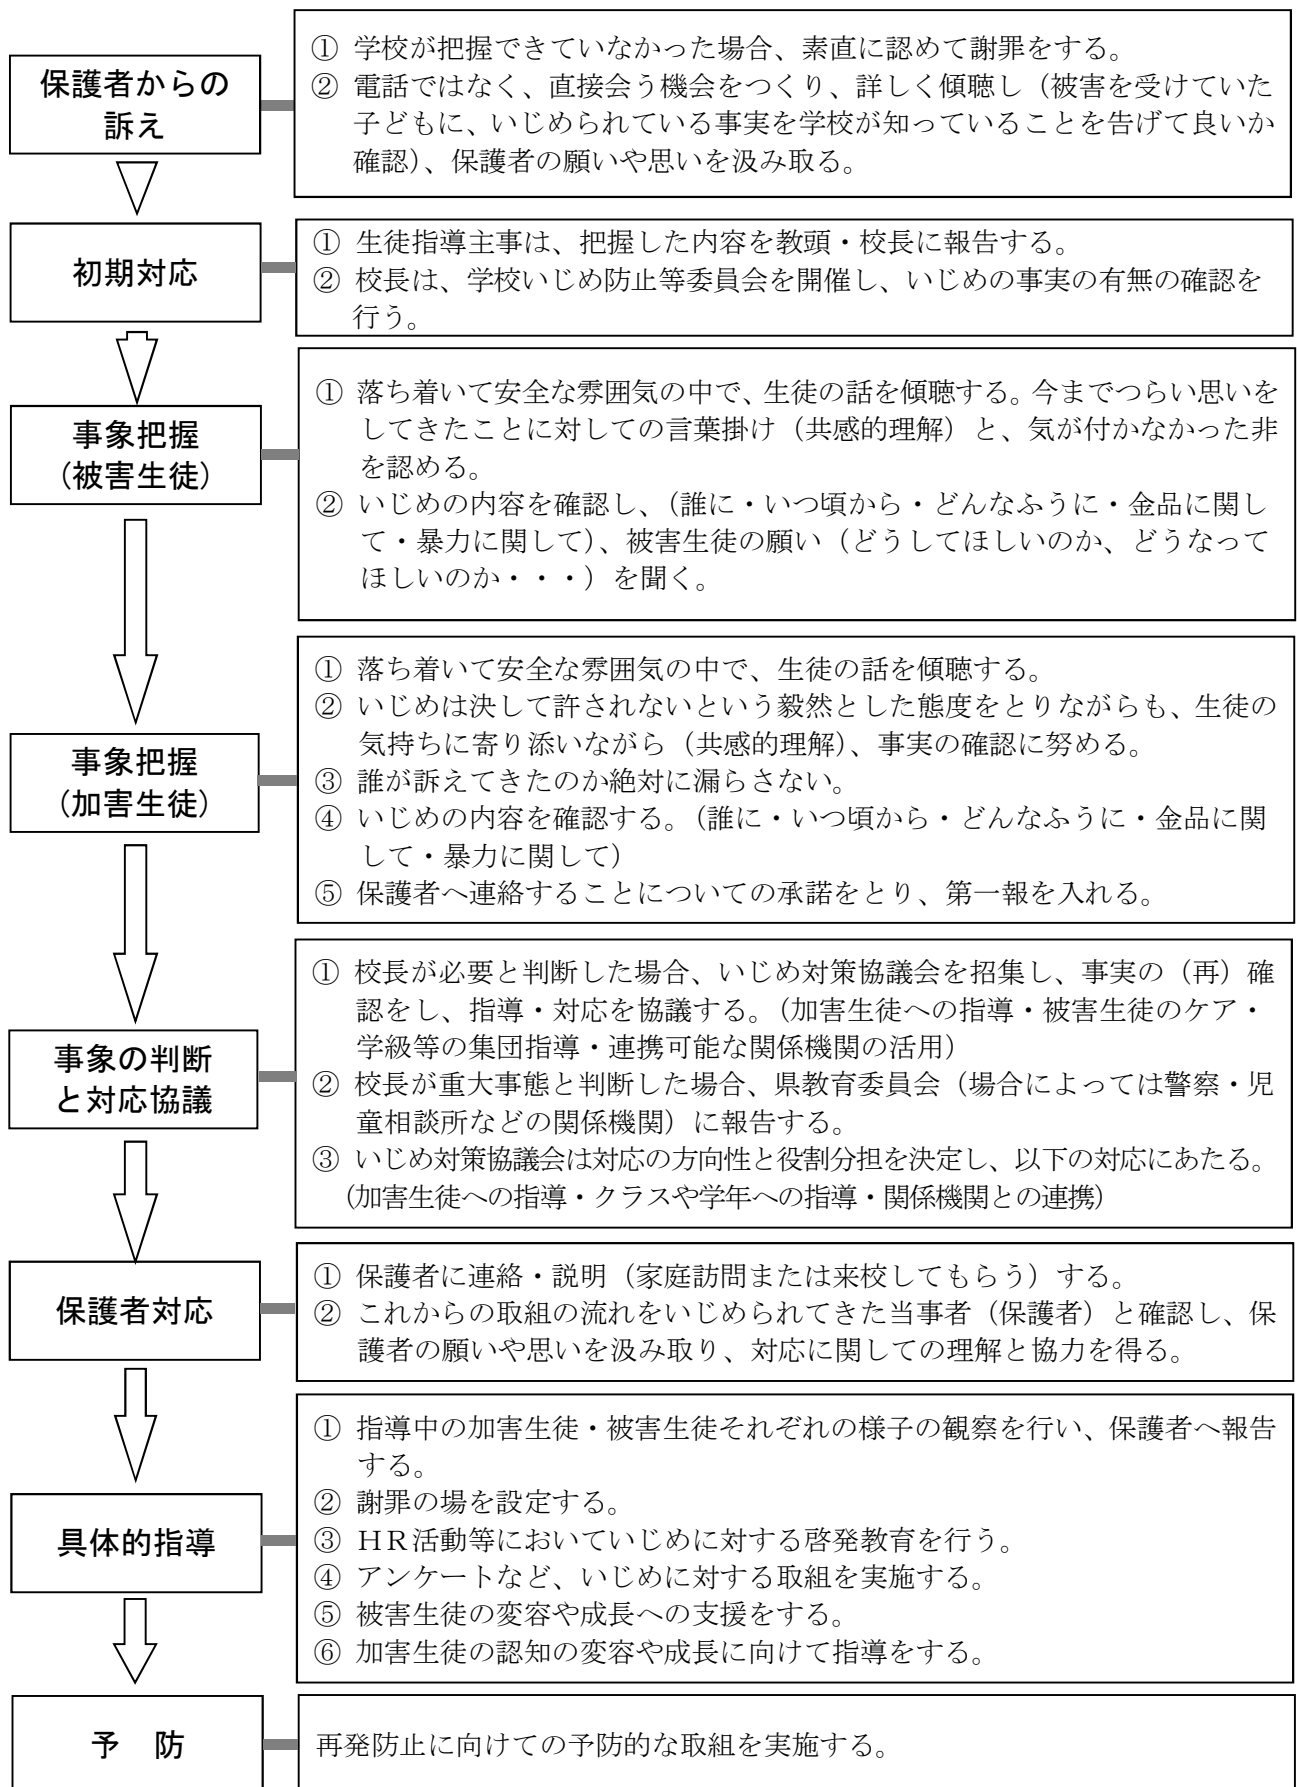 保護者からの
訴え
① 学校が把握できていなかった場合、素直に認めて謝罪をする。
② 電話ではなく、直接会う機会をつくり、詳しく傾聴し（被害を受けていた
子どもに、いじめられている事実を学校が知っていることを告げて良いか
確認）、保護者の願いや思いを汲み取る。
初期対応
① 生徒指導主事は、把握した内容を教頭・校長に報告する。
② 校長は、学校いじめ防止等委員会を開催し、いじめの事実の有無の確認を
行う。
事象把握
（被害生徒）
① 落ち着いて安全な雰囲気の中で、生徒の話を傾聴する。今までつらい思いを
してきたことに対しての言葉掛け（共感的理解）と、気が付かなかった非
を認める。
② いじめの内容を確認し、（誰に・いつ頃から・どんなふうに・金品に関し
て・暴力に関して）、被害生徒の願い（どうしてほしいのか、どうなって
ほしいのか・・・）を聞く。
事象把握
（加害生徒）
① 落ち着いて安全な雰囲気の中で、生徒の話を傾聴する。
② いじめは決して許されないという毅然とした態度をとりながらも、生徒の
気持ちに寄り添いながら（共感的理解）、事実の確認に努める。
③ 誰が訴えてきたのか絶対に漏らさない。
④ いじめの内容を確認する。（誰に・いつ頃から・どんなふうに・金品に関
して・暴力に関して）
⑤ 保護者へ連絡することについての承諾をとり、第一報を入れる。
事象の判断
と対応協議
① 校長が必要と判断した場合、いじめ対策協議会を招集し、事実の（再）確
認をし、指導・対応を協議する。（加害生徒への指導・被害生徒のケア・
学級等の集団指導・連携可能な関係機関の活用）
② 校長が重大事態と判断した場合、県教育委員会（場合によっては警察・児
童相談所などの関係機関）に報告する。
③ いじめ対策協議会は対応の方向性と役割分担を決定し、以下の対応にあたる。
（加害生徒への指導・クラスや学年への指導・関係機関との連携）
保護者対応
① 保護者に連絡・説明（家庭訪問または来校してもらう）する。
② これからの取組の流れをいじめられてきた当事者（保護者）と確認し、保
護者の願いや思いを汲み取り、対応に関しての理解と協力を得る。
具体的指導
① 指導中の加害生徒・被害生徒それぞれの様子の観察を行い、保護者へ報告
する。
② 謝罪の場を設定する。
③ ＨＲ活動等においていじめに対する啓発教育を行う。
④ アンケートなど、いじめに対する取組を実施する。
⑤ 被害生徒の変容や成長への支援をする。
⑥ 加害生徒の認知の変容や成長に向けて指導をする。
予　防
再発防止に向けての予防的な取組を実施する。